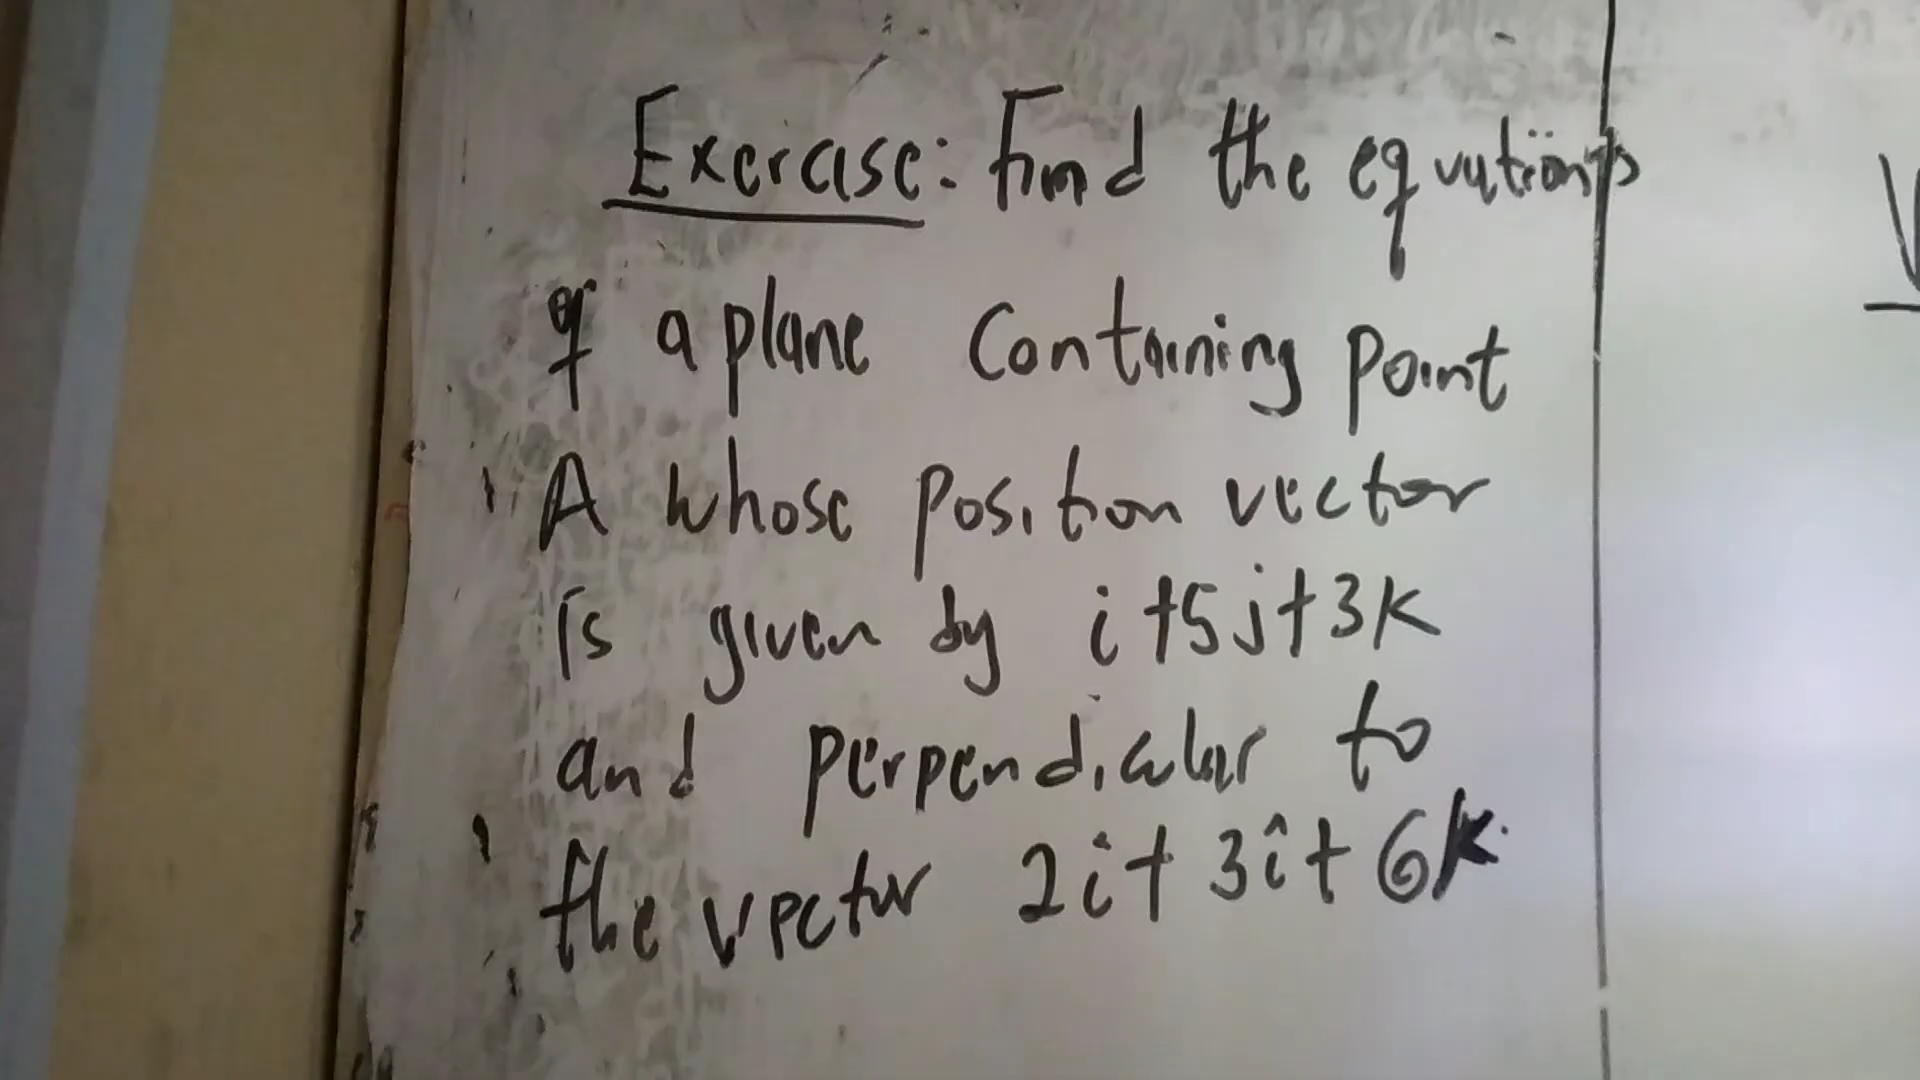 Exercise: Find the equations
of a plane Containing point
A whose position vector
is given by i+5j+3k
and perpendicular to
the vector 2i+3i+6k